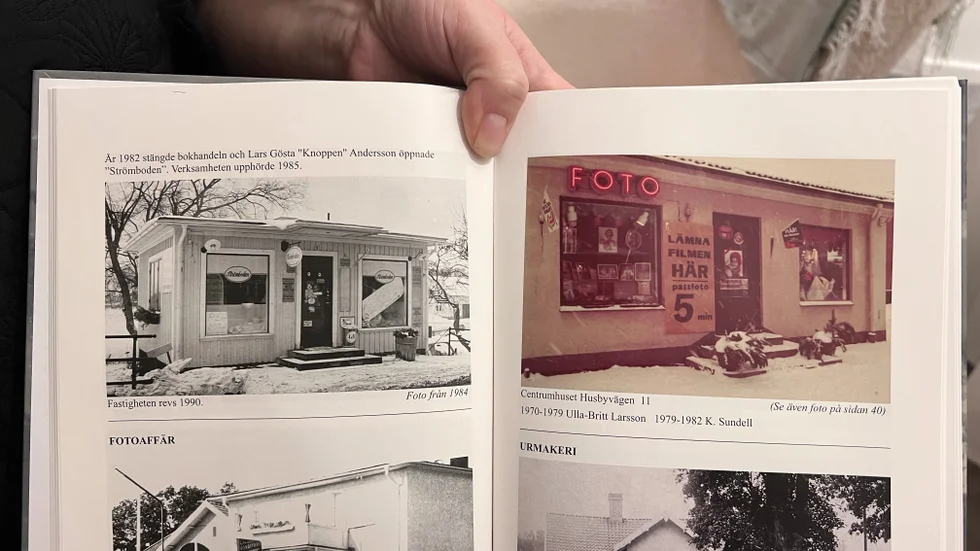 År 1982 stängde bokhandeln och Lars Gösta "Knoppen" Andersson öppnade
"Strömboden". Verksamheten upphörde 1985.
Strömboden
Strömboden
Foto från 1984
Fastigheten revs 1990.
FOTOAFFÄR
FOTO
LÄMNA
FILMEN
HÄR
passfoto
5 min
Centrumhuset Husbyvägen 11
(Se även foto på sidan 40)
1970-1979 Ulla-Britt Larsson 1979-1982 K. Sundell
URMAKERI